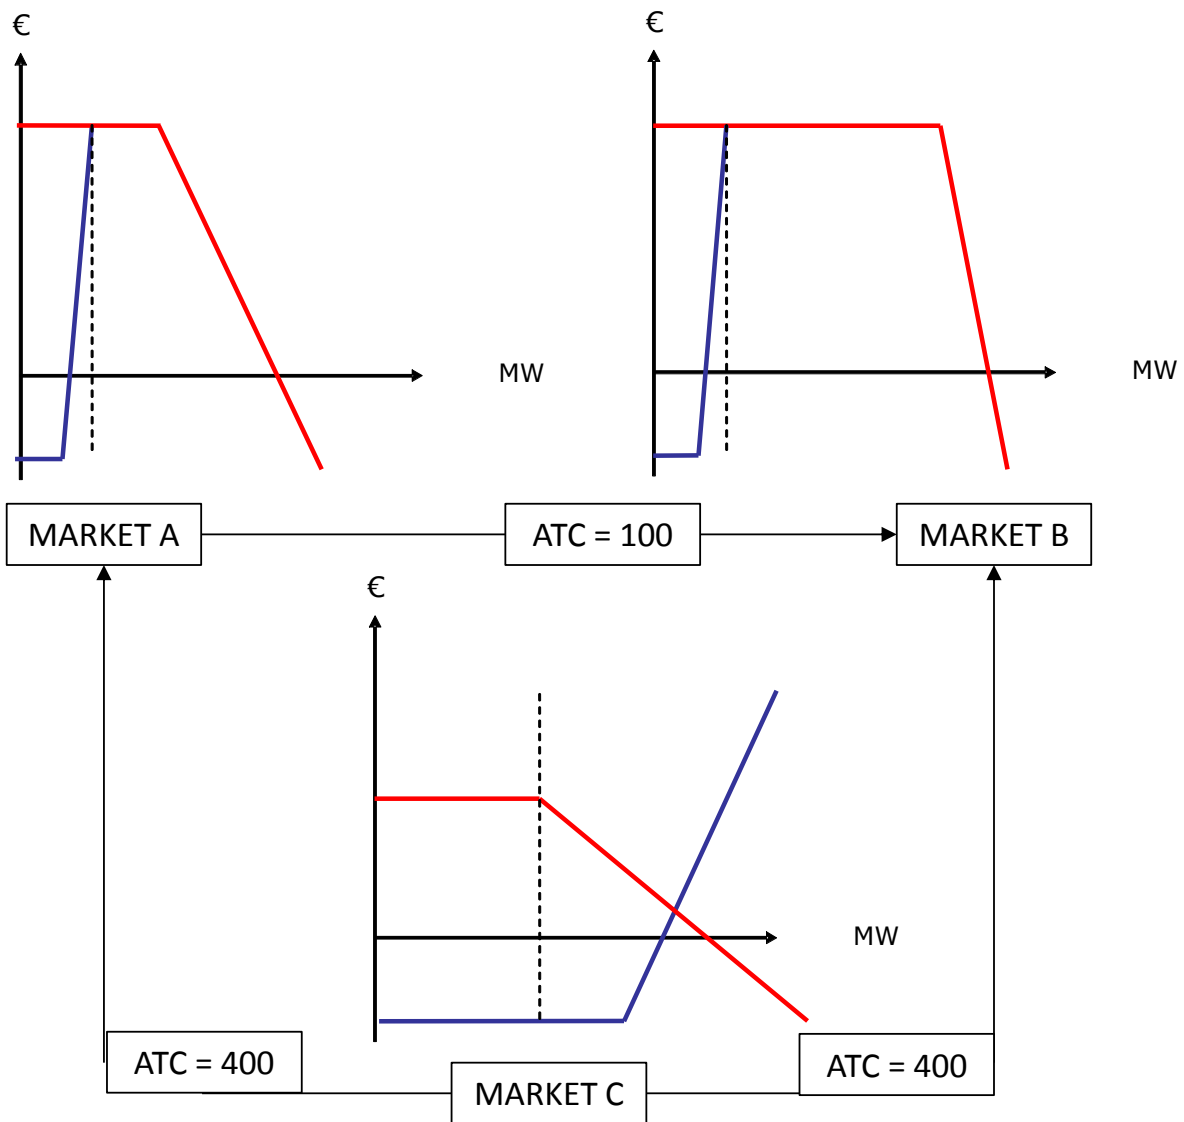 €
€
MW
MW
MARKET A
ATC = 100
MARKET B
€
MW
ATC = 400
ATC = 400
MARKET C